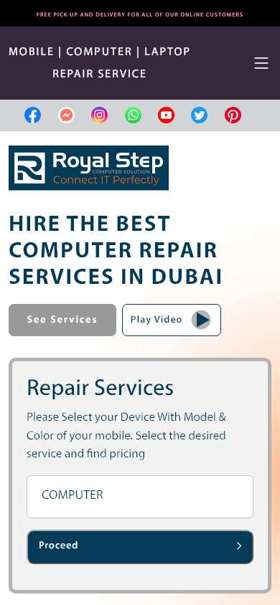 FREE PICK UP AND DELIVERY FOR ALL OF OUR ONLINE CUSTOMERS
MOBILE | COMPUTER | LAPTOP
REPAIR SERVICE
Royal Step
COMPUTER SOLUTION
Connect IT Perfectly
HIRE THE BEST
COMPUTER REPAIR
SERVICES IN DUBAI
See Services
Play Video
Repair Services
Please Select your Device With Model &
Color of your mobile. Select the desired
service and find pricing
COMPUTER
Proceed